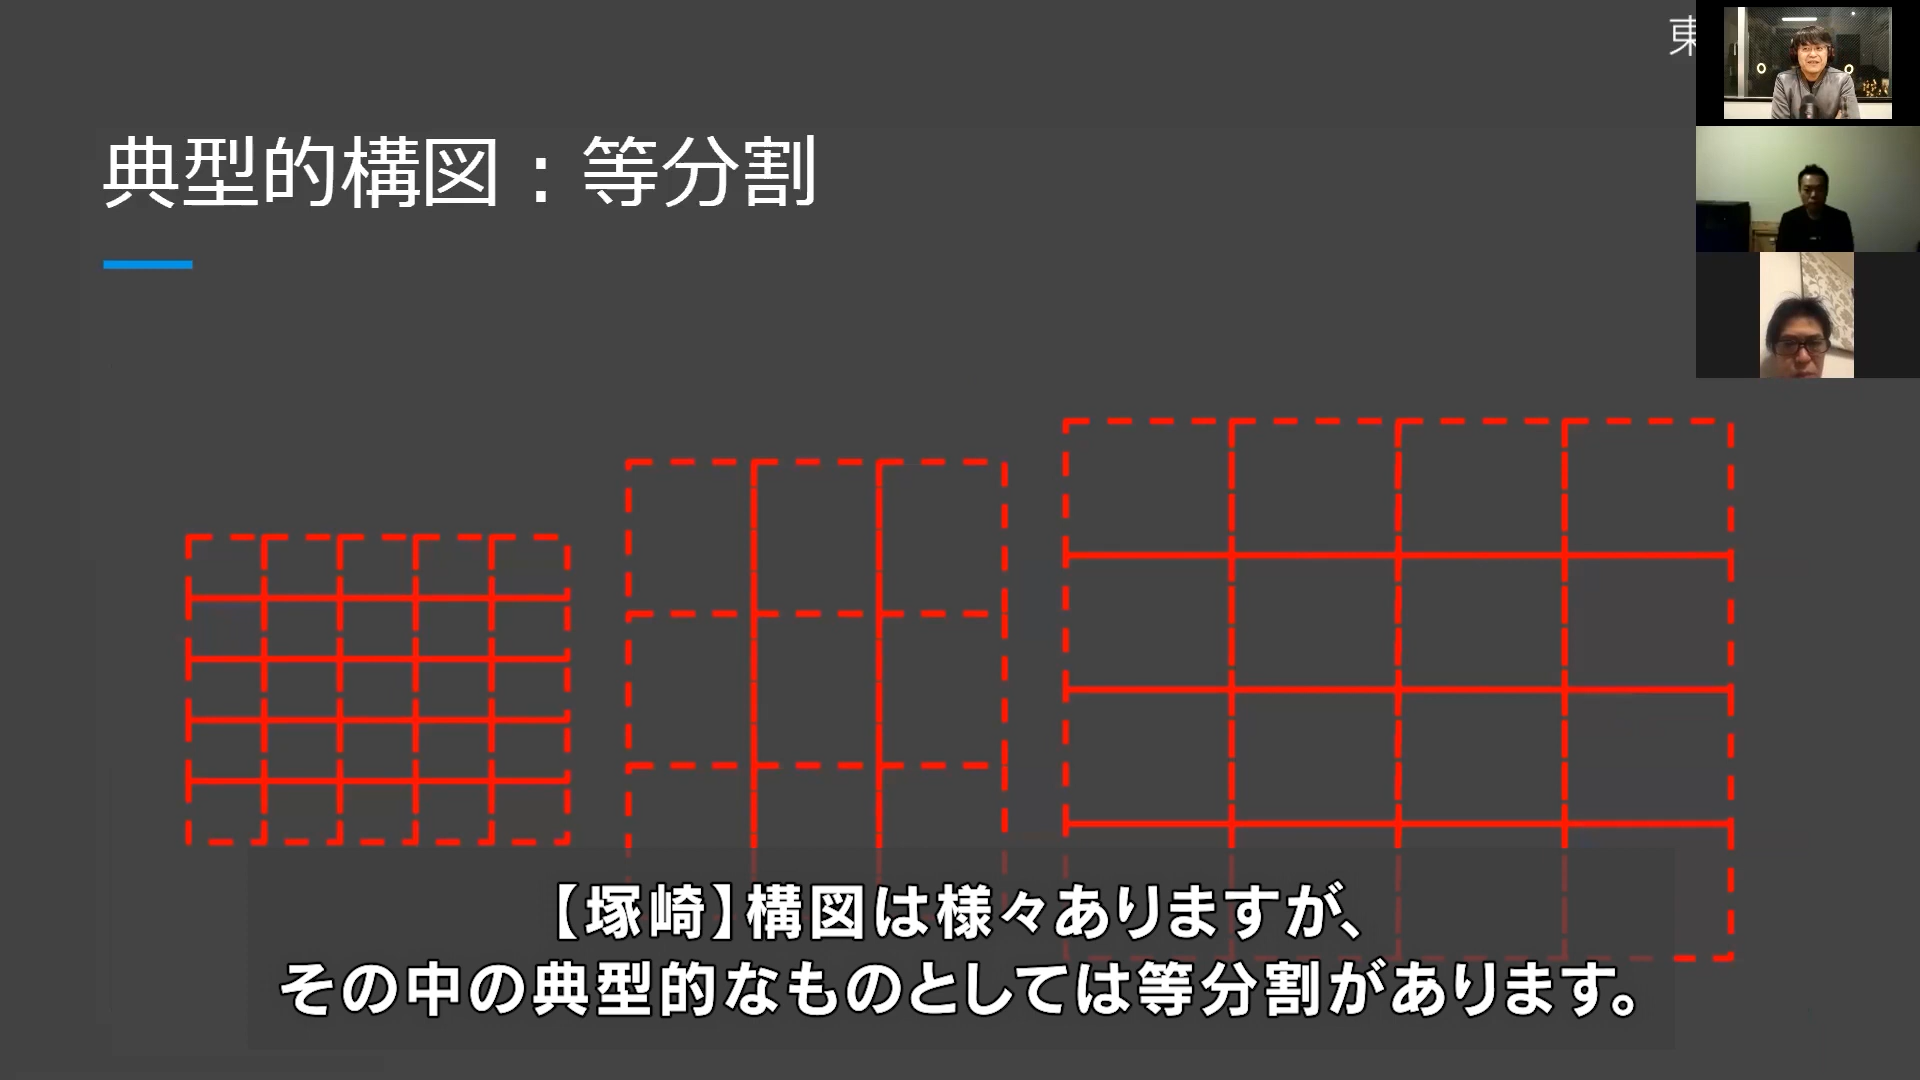 東
典型的構図：等分割
【塚崎】構図は様々ありますが、
その中の典型的なものとしては等分割があります。